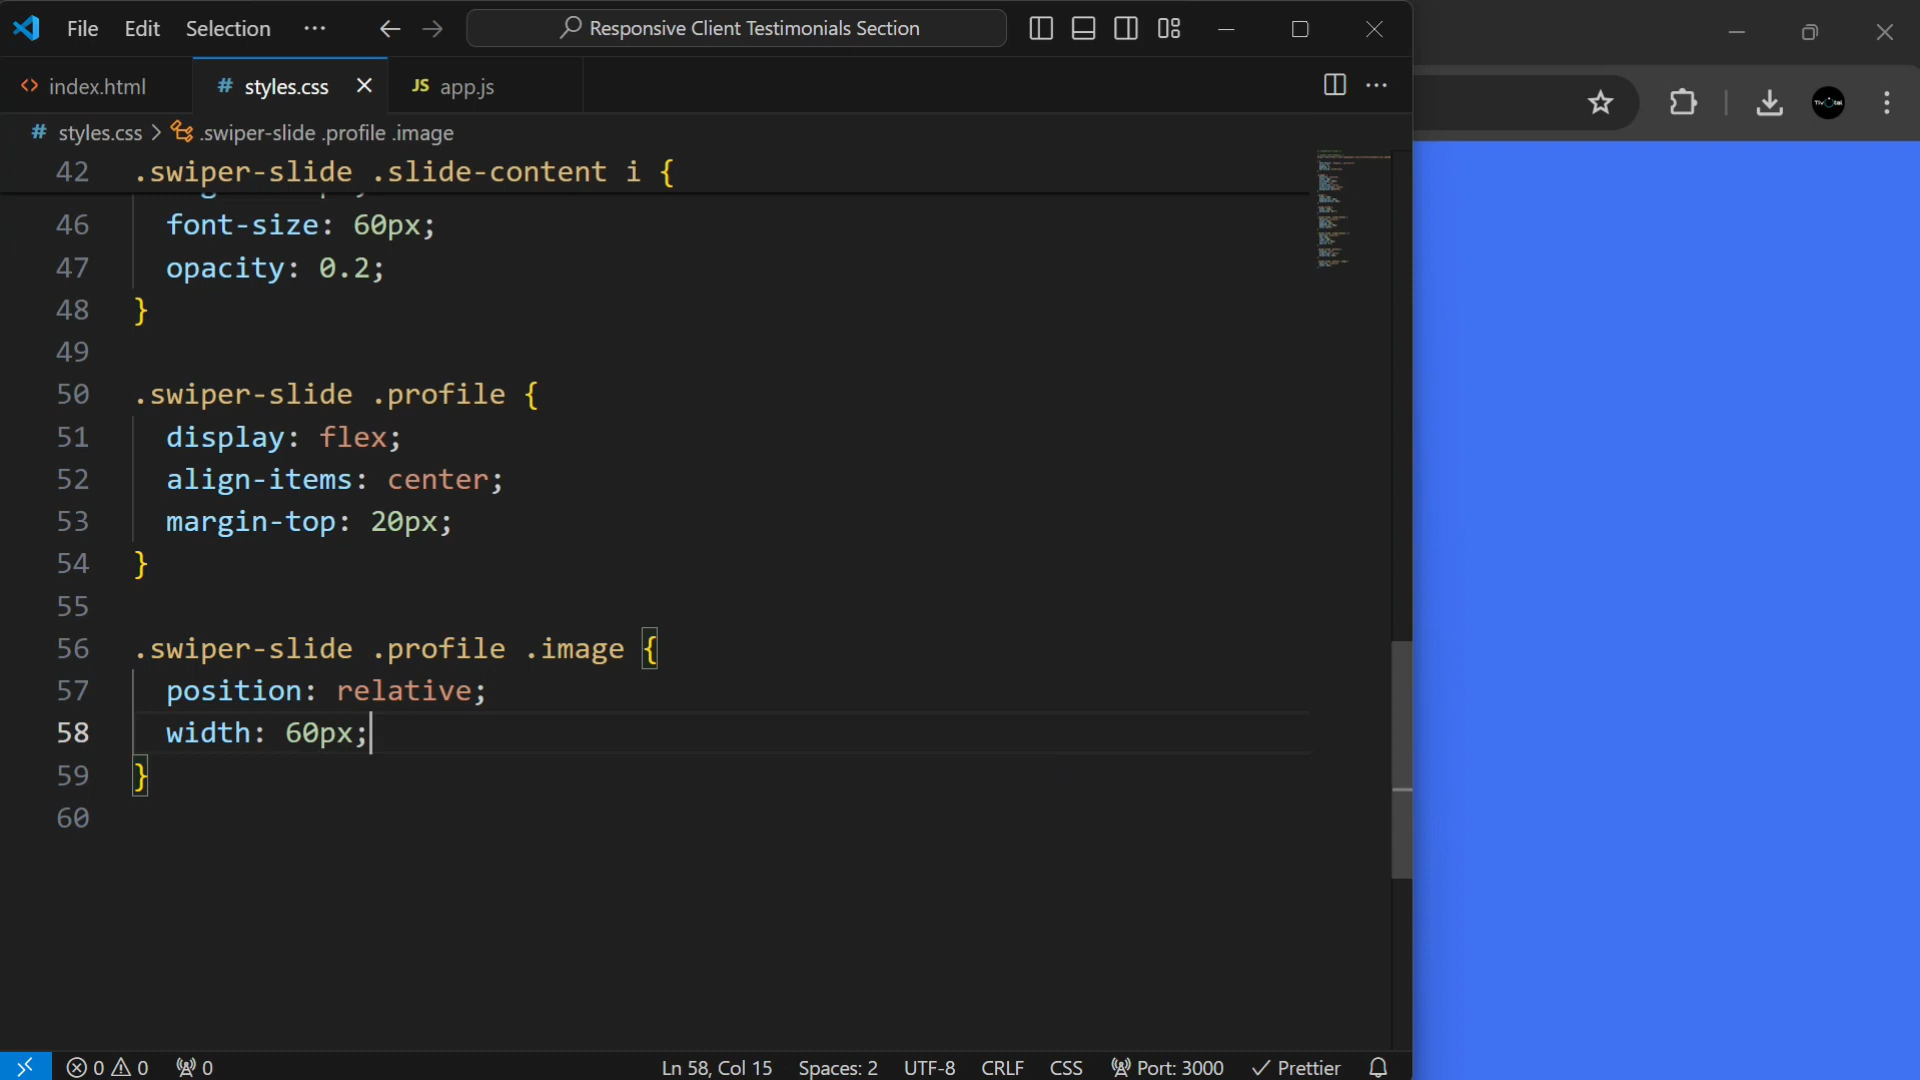 File Edit Selection ··· Responsive Client Testimonials Section
<> index.html # styles.css JS app.js
# styles.css > .swiper-slide .profile .image
42 .swiper-slide .slide-content i {
46 font-size: 60px;
47 opacity: 0.2;
48 }
49
50 .swiper-slide .profile {
51 display: flex;
52 align-items: center;
53 margin-top: 20px;
54 }
55
56 .swiper-slide .profile .image {
57 position: relative;
58 width: 60px;
59 }
60
0 0 0 Ln 58, Col 15 Spaces: 2 UTF-8 CRLF CSS Port: 3000 Prettier